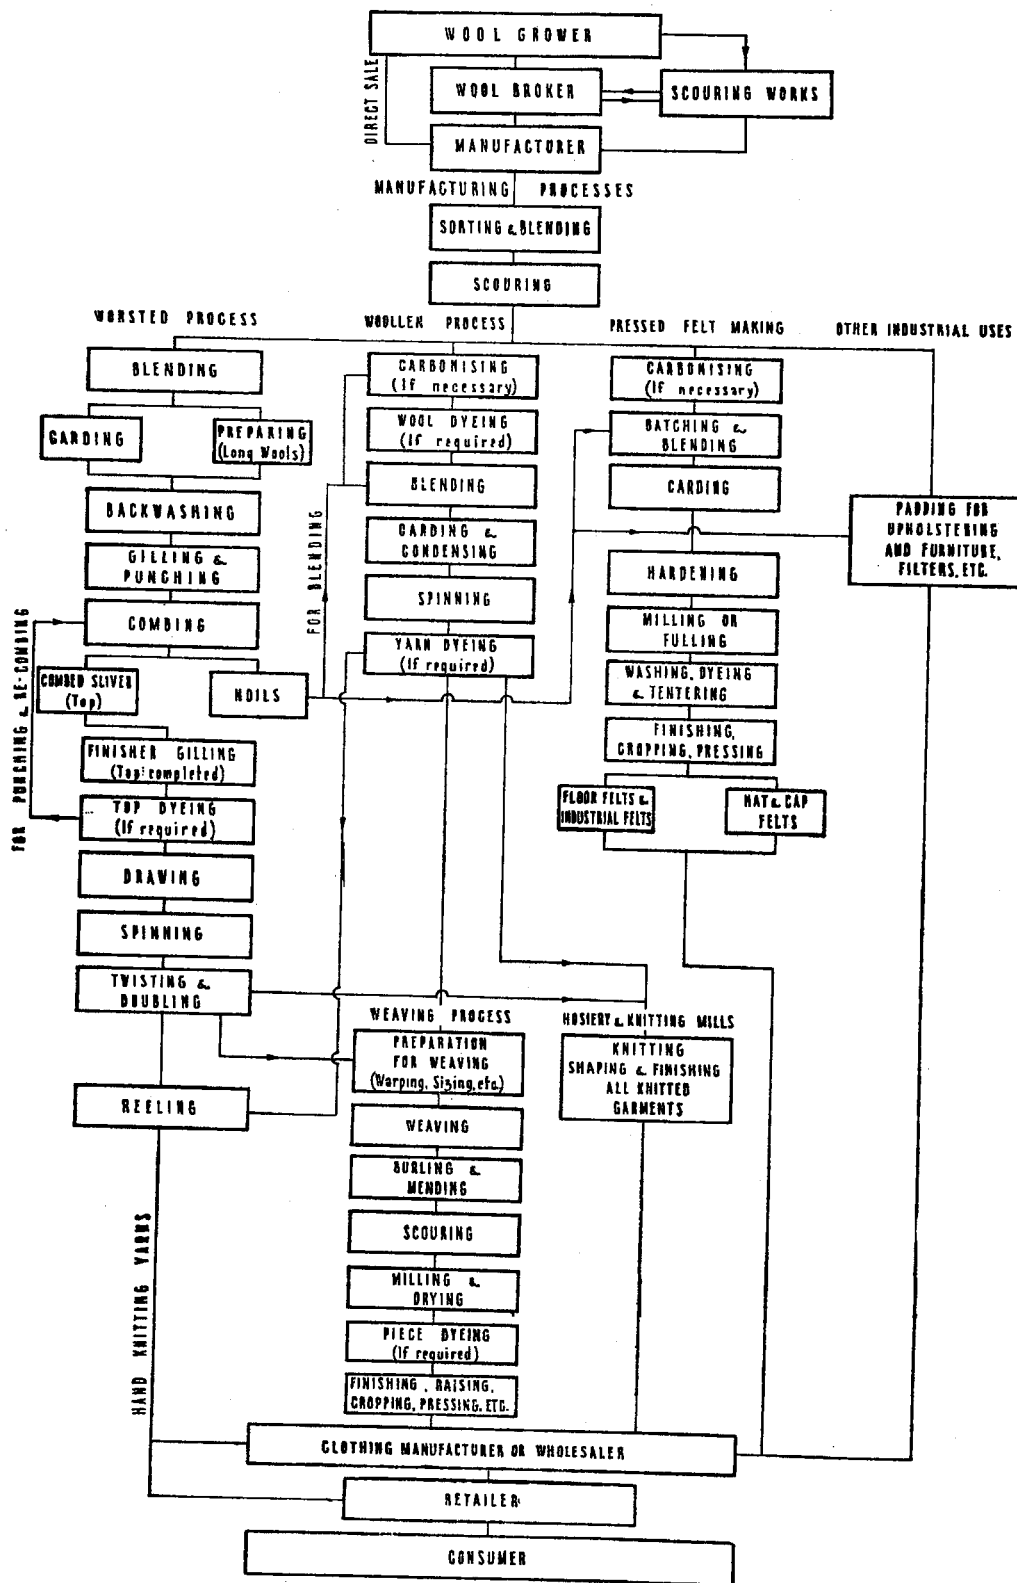 WOOL GROWER
DIRECT SALE
WOOL BROKER
SCOURING WORKS
MANUFACTURER
MANUFACTURING PROCESSES
SORTING & BLENDING
SCOURING
WORSTED PROCESS
WOOLLEN PROCESS
PRESSED FELT MAKING
OTHER INDUSTRIAL USES
BLENDING
CARDING
PREPARING
(Long Wools)
BACKWASHING
GILLING &
PUNCHING
COMBING
COMBED SLIVER
(Top)
NOILS
FINISHER GILLING
(Top completed)
TOP DYEING
(If required)
FOR PUNCHING & RE-COMBING
DRAWING
SPINNING
TWISTING &
DOUBLING
REELING
HAND KNITTING YARNS
FOR BLENDING
CARBONISING
(If necessary)
WOOL DYEING
(If required)
BLENDING
CARDING &
CONDENSING
SPINNING
YARN DYEING
(If required)
CARBONISING
(If necessary)
BATCHING &
BLENDING
CARDING
HARDENING
MILLING OR
FULLING
WASHING, DYEING
& TENTERING
FINISHING,
CROPPING, PRESSING
FLOOR FELTS &
INDUSTRIAL FELTS
HAT & CAP
FELTS
PADDING FOR
UPHOLSTERING
AND FURNITURE,
FILTERS, ETC.
WEAVING PROCESS
PREPARATION
FOR WEAVING
(Warping, Sizing, etc.)
WEAVING
BURLING &
MENDING
SCOURING
MILLING &
DRYING
PIECE DYEING
(If required)
FINISHING, RAISING,
CROPPING, PRESSING, ETC.
HOSIERY & KNITTING MILLS
KNITTING
SHAPING & FINISHING
ALL KNITTED
GARMENTS
CLOTHING MANUFACTURER OR WHOLESALER
RETAILER
CONSUMER